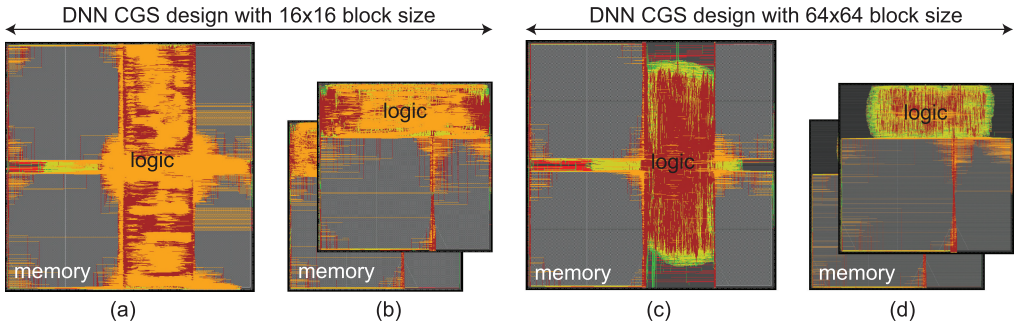 DNN CGS design with 16x16 block size
DNN CGS design with 64x64 block size
logic
logic
logic
logic
memory
memory
memory
memory
(a)
(b)
(c)
(d)